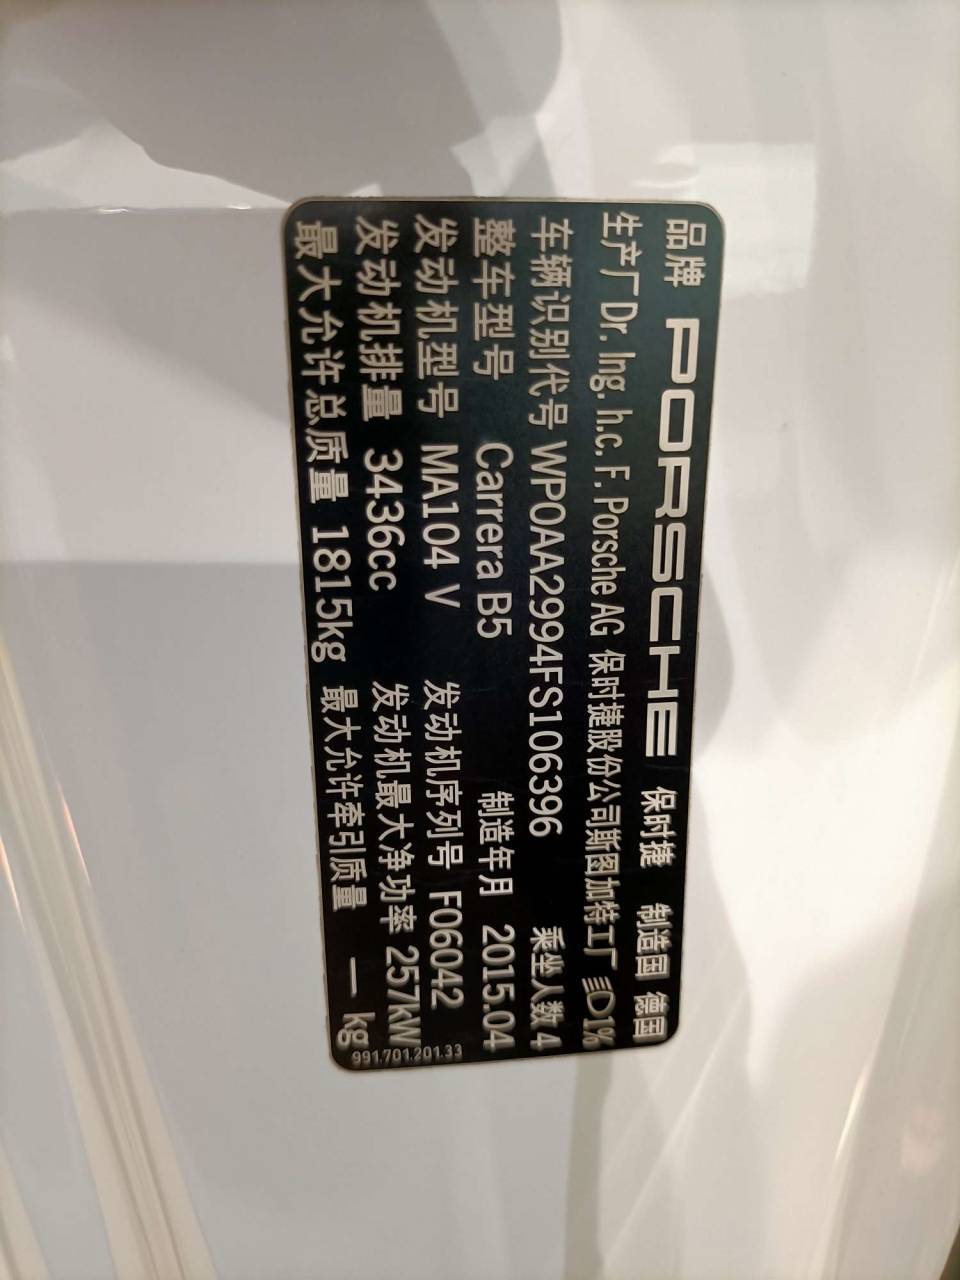 品牌 PORSCHE 保时捷 制造国 德国
生产厂 Dr. Ing. h.c. F. Porsche AG 保时捷股份公司斯图加特工厂 1%
车辆识别代号 WP0AA2994FS106396 乘坐人数 4
整车型号 Carrera B5 制造年月 2015.04
发动机型号 MA104 V 发动机序列号 F06042
发动机排量 3436cc 发动机最大净功率 257kW
最大允许总质量 1815kg 最大允许牵引质量 — kg
991.701.201.33